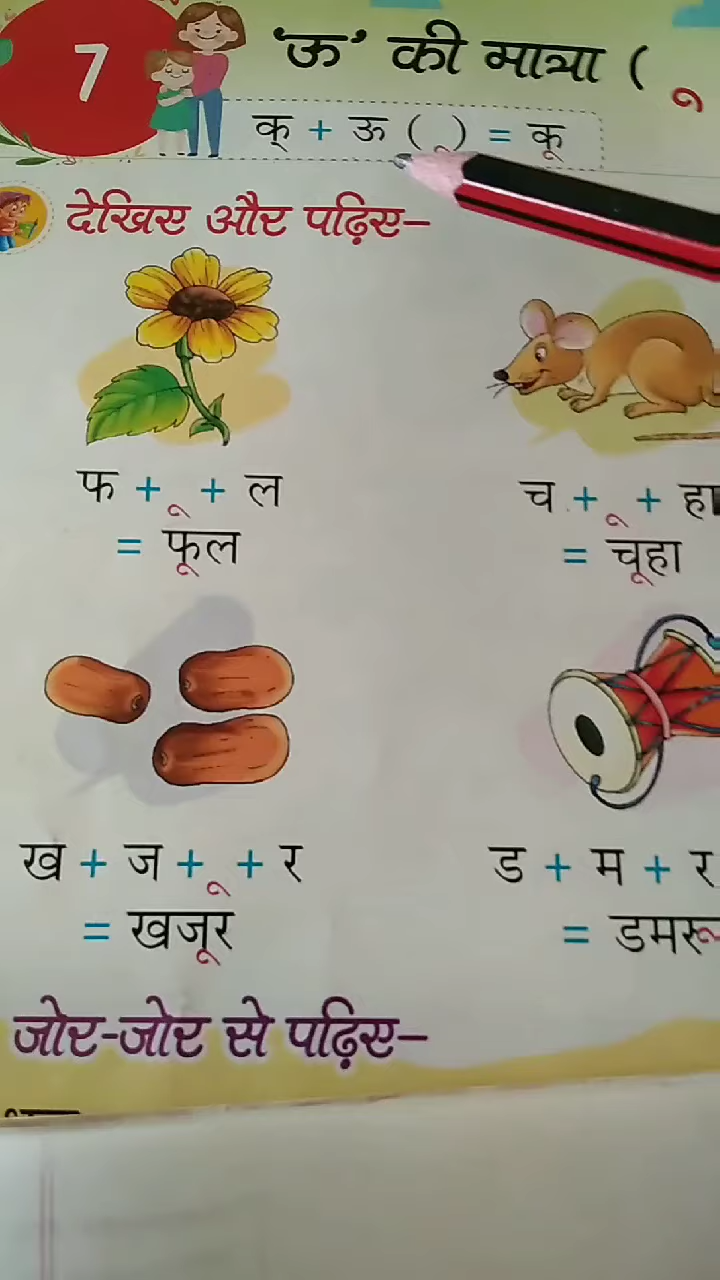 7
'ऊ' की मात्रा ( ू
क् + ऊ ( ू ) = कू
देखिए और पढ़िए–
फ + ू + ल
= फूल
च + ू + हा
= चूहा
ख + ज + ू + र
= खजूर
ड + म + र
= डमरू
जोर-जोर से पढ़िए–